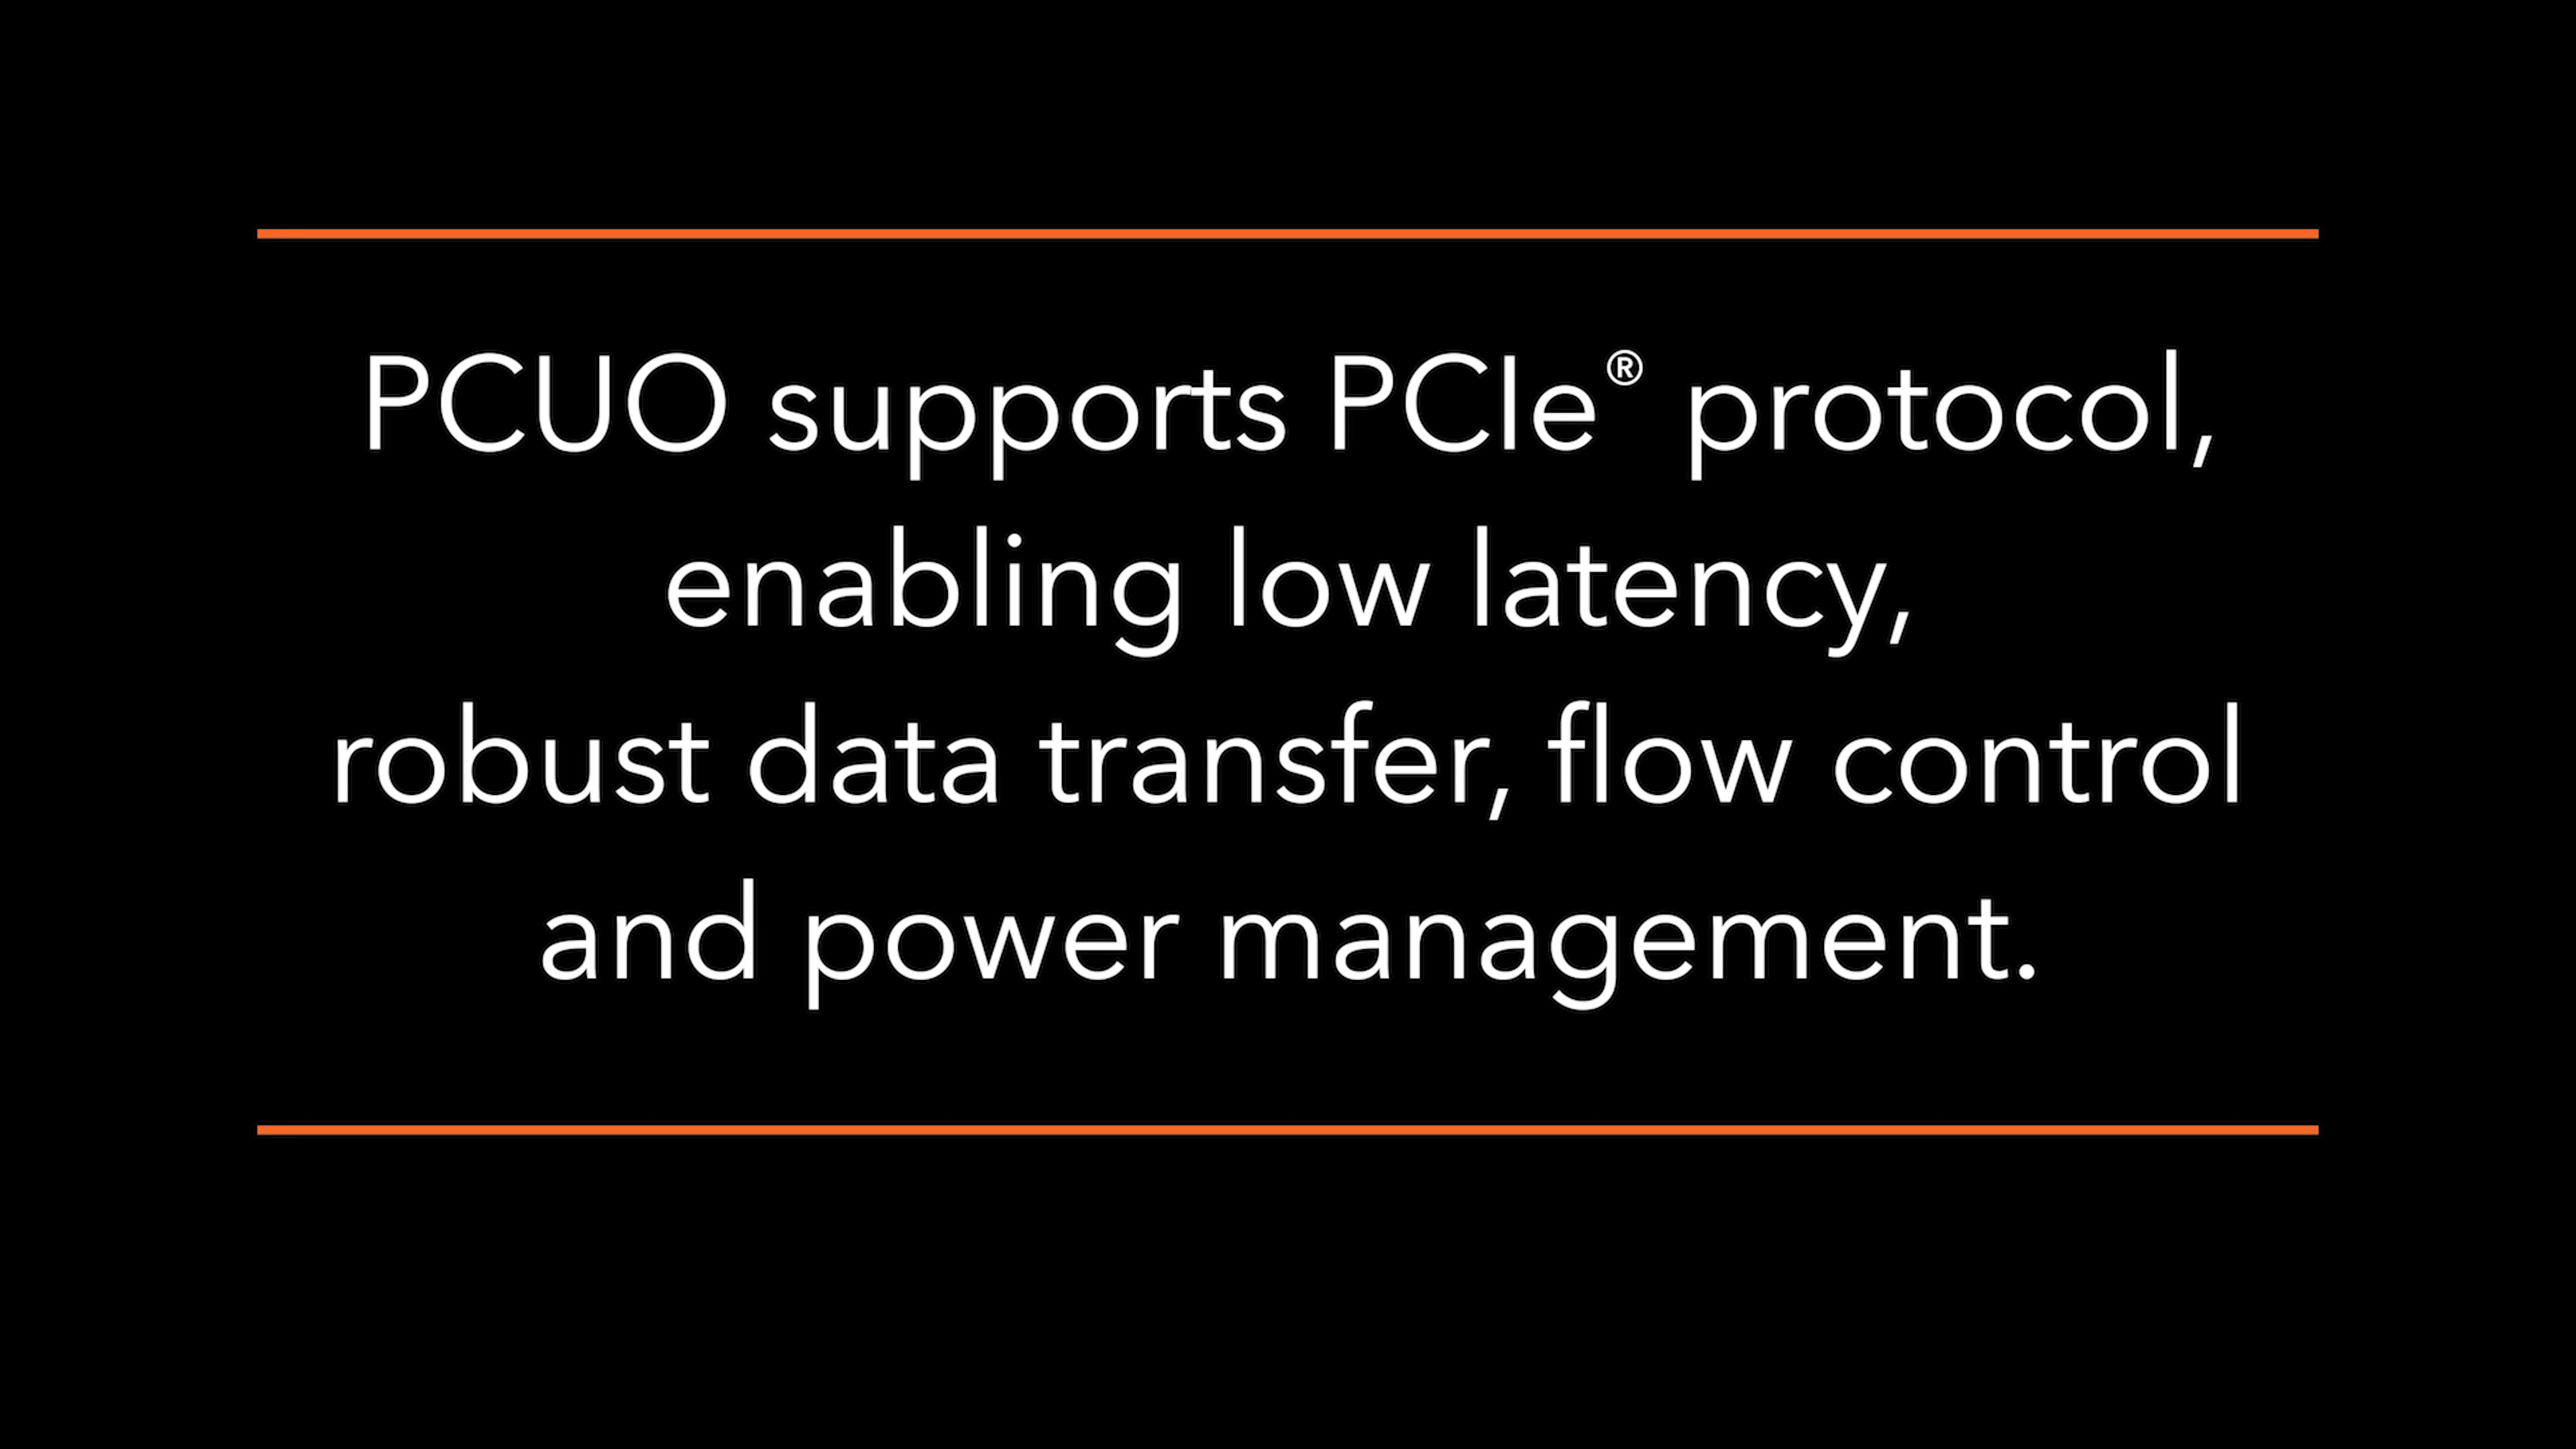 PCUO supports PCIe® protocol,
enabling low latency,
robust data transfer, flow control
and power management.